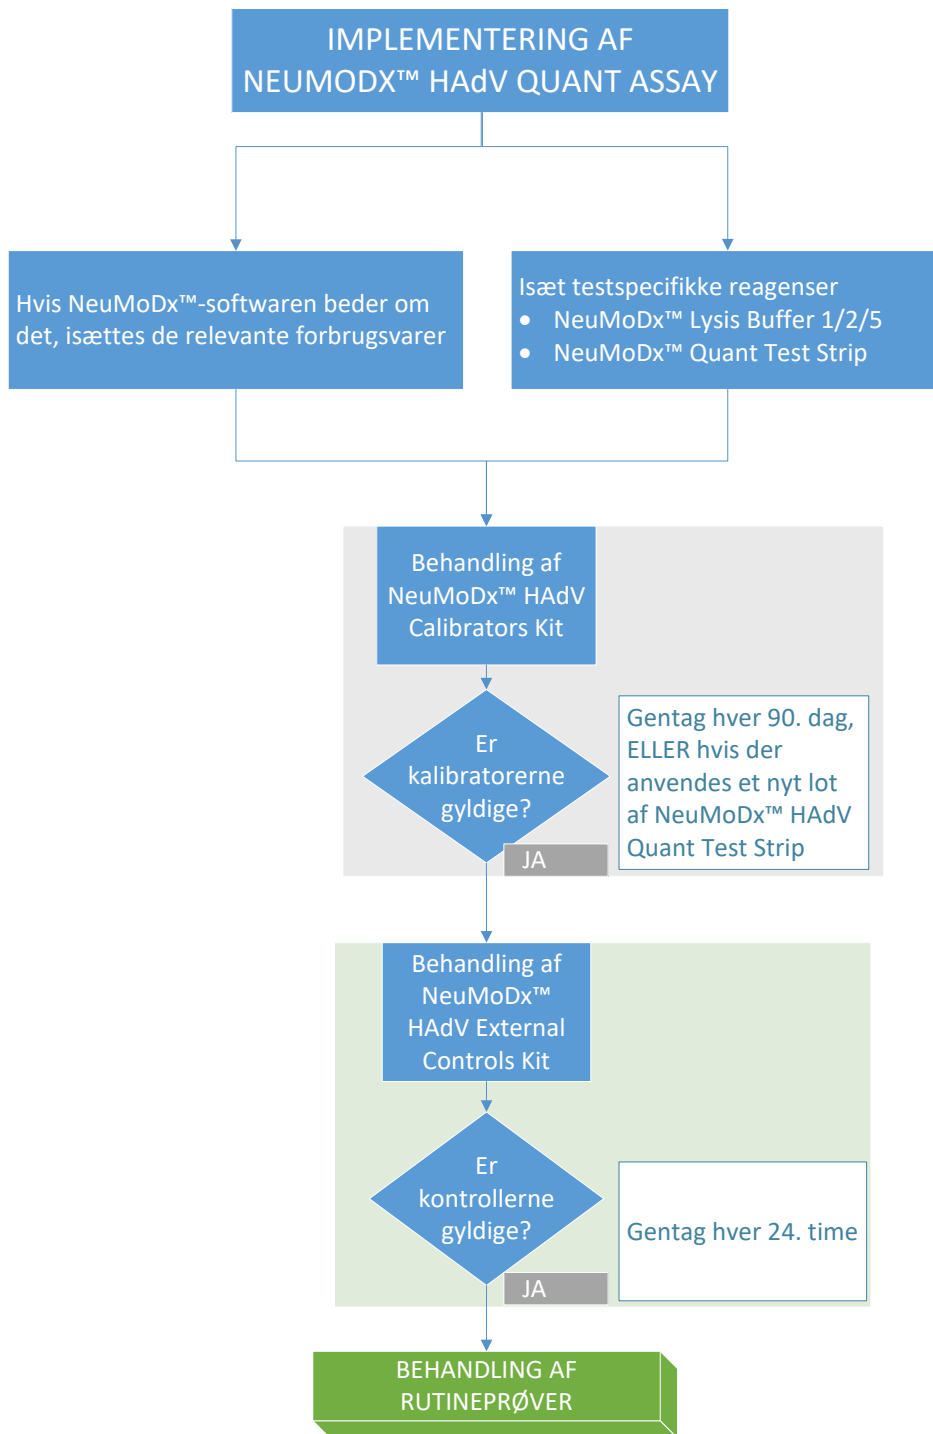 IMPLEMENTERING AF
NEUMODX™ HAdV QUANT ASSAY
Hvis NeuMoDx™-softwaren beder om
det, isættes de relevante forbrugsvarer
Isæt testspecifikke reagenser
• NeuMoDx™ Lysis Buffer 1/2/5
• NeuMoDx™ Quant Test Strip
Behandling af
NeuMoDx™ HAdV
Calibrators Kit
Er
kalibratorerne
gyldige?
Gentag hver 90. dag,
ELLER hvis der
anvendes et nyt lot
af NeuMoDx™ HAdV
Quant Test Strip
JA
Behandling af
NeuMoDx™
HAdV External
Controls Kit
Er
kontrollerne
gyldige?
Gentag hver 24. time
JA
BEHANDLING AF
RUTINEPRØVER